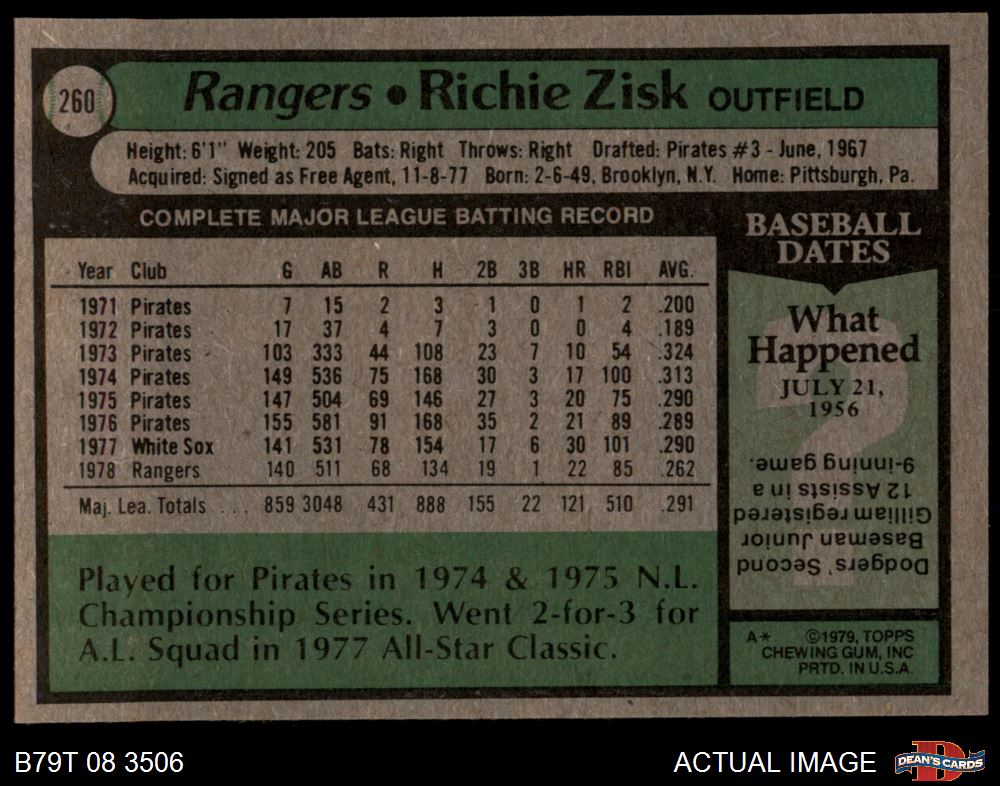 260
Rangers • Richie Zisk OUTFIELD
Height: 6'1" Weight: 205 Bats: Right Throws: Right Drafted: Pirates #3 - June, 1967
Acquired: Signed as Free Agent, 11-8-77 Born: 2-6-49, Brooklyn, N.Y. Home: Pittsburgh, Pa.
COMPLETE MAJOR LEAGUE BATTING RECORD
Year Club G AB R H 2B 3B HR RBI AVG.
1971 Pirates 7 15 2 3 1 0 1 2 .200
1972 Pirates 17 37 4 7 3 0 0 4 .189
1973 Pirates 103 333 44 108 23 7 10 54 .324
1974 Pirates 149 536 75 168 30 3 17 100 .313
1975 Pirates 147 504 69 146 27 3 20 75 .290
1976 Pirates 155 581 91 168 35 2 21 89 .289
1977 White Sox 141 531 78 154 17 6 30 101 .290
1978 Rangers 140 511 68 134 19 1 22 85 .262
Maj. Lea. Totals ... 859 3048 431 888 155 22 121 510 .291
Played for Pirates in 1974 & 1975 N.L.
Championship Series. Went 2-for-3 for
A.L. Squad in 1977 All-Star Classic.
BASEBALL
DATES
What
Happened
JULY 21,
1956
?
Dodgers' Second
Baseman Junior
Gilliam registered
12 Assists in a
9-inning game.
A* ©1979, TOPPS
CHEWING GUM, INC
PRTD. IN U.S.A.
B79T 08 3506
ACTUAL IMAGE
D
DEAN'S CARDS